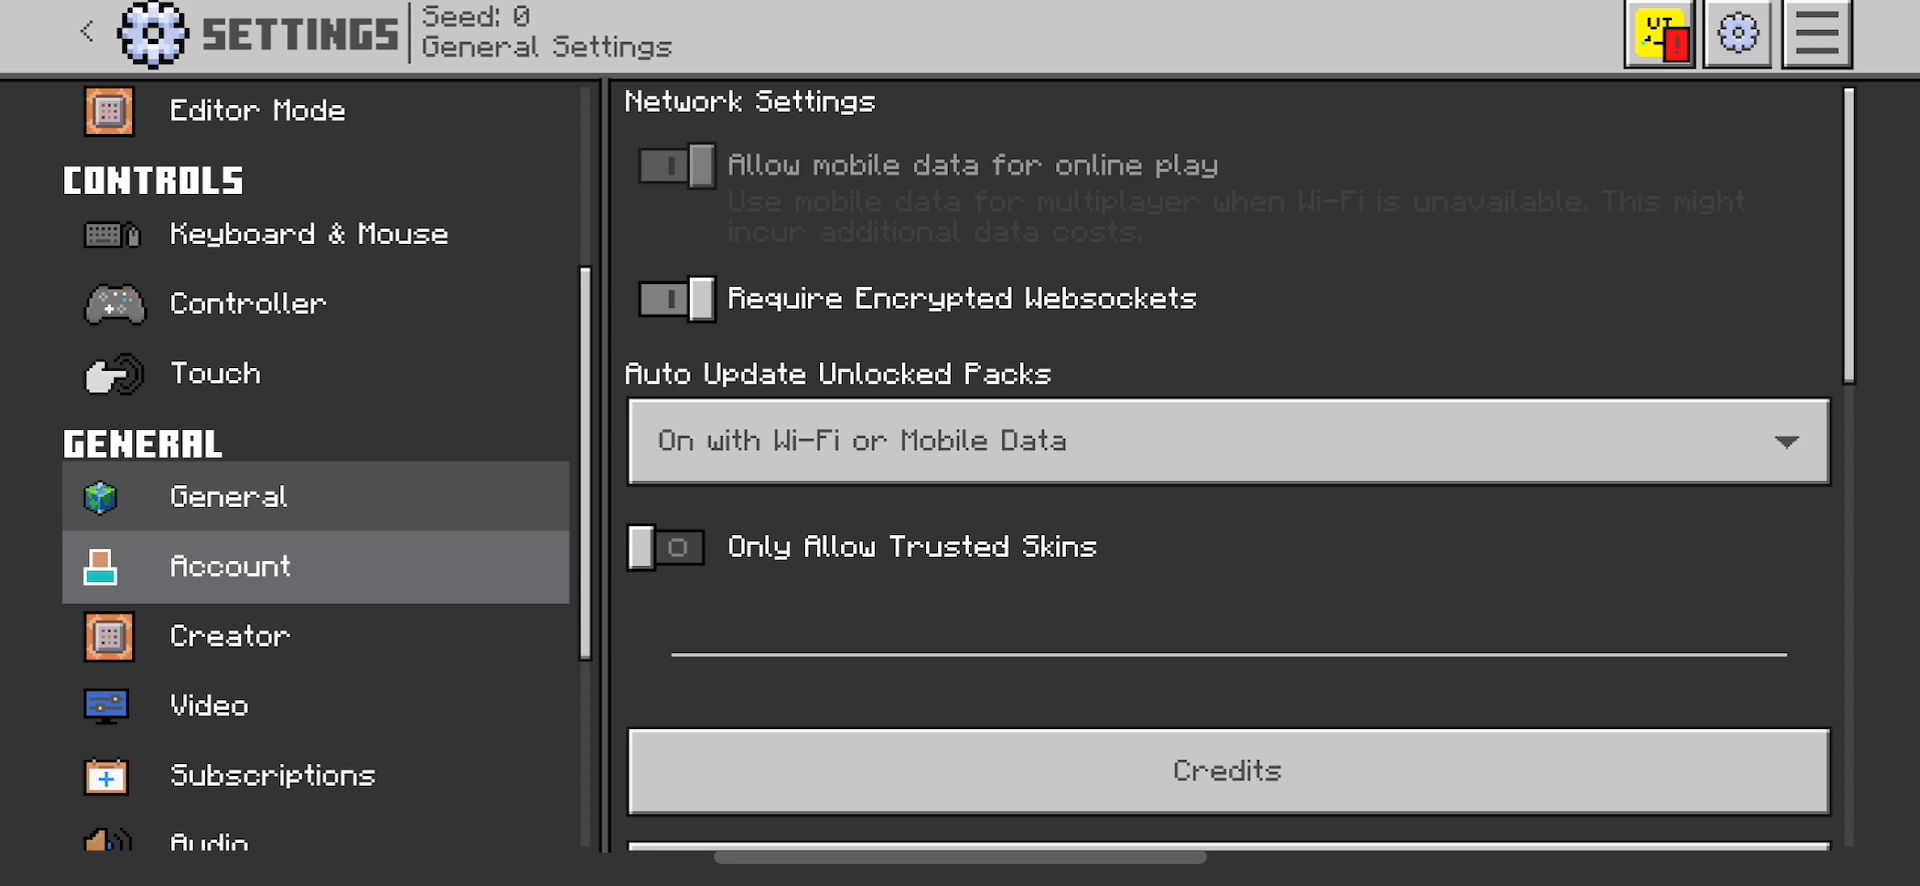 SETTINGS
Seed: 0
General Settings
UI
!
Editor Mode
CONTROLS
Keyboard & Mouse
Controller
Touch
GENERAL
General
Account
Creator
Video
Subscriptions
Audio
Network Settings
Allow mobile data for online play
Use mobile data for multiplayer when Wi-Fi is unavailable. This might
incur additional data costs.
Require Encrypted Websockets
Auto Update Unlocked Packs
On with Wi-Fi or Mobile Data
Only Allow Trusted Skins
Credits